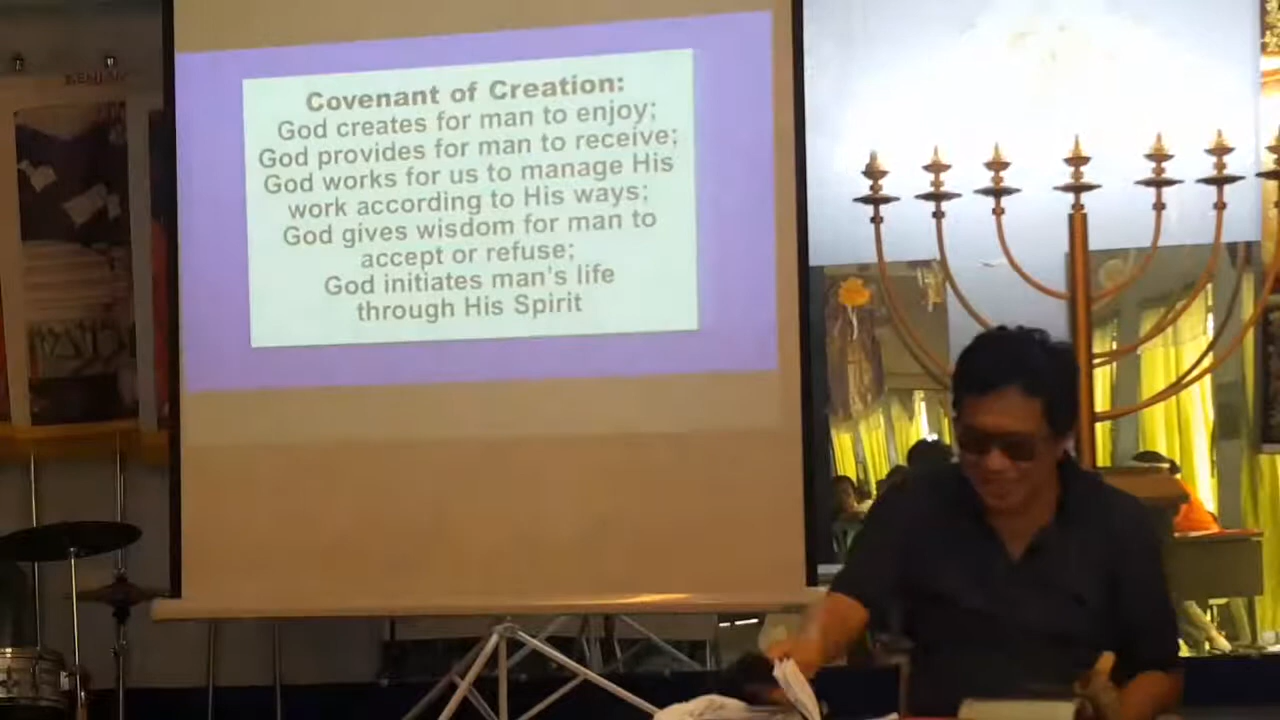 Covenant of Creation:
God creates for man to enjoy;
God provides for man to receive;
God works for us to manage His
work according to His ways;
God gives wisdom for man to
accept or refuse;
God initiates man's life
through His Spirit